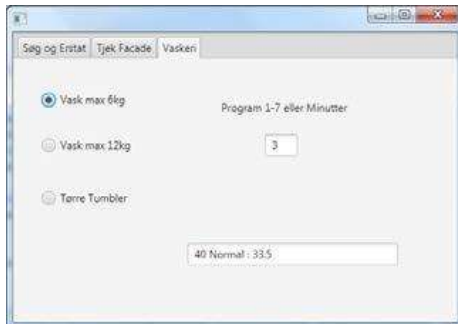 Søg og Erstat Tjek Facade Vaskeri
Vask max 6kg
Program 1-7 eller Minutter
Vask max 12kg
3
Tørre Tumbler
40 Normal : 33.5